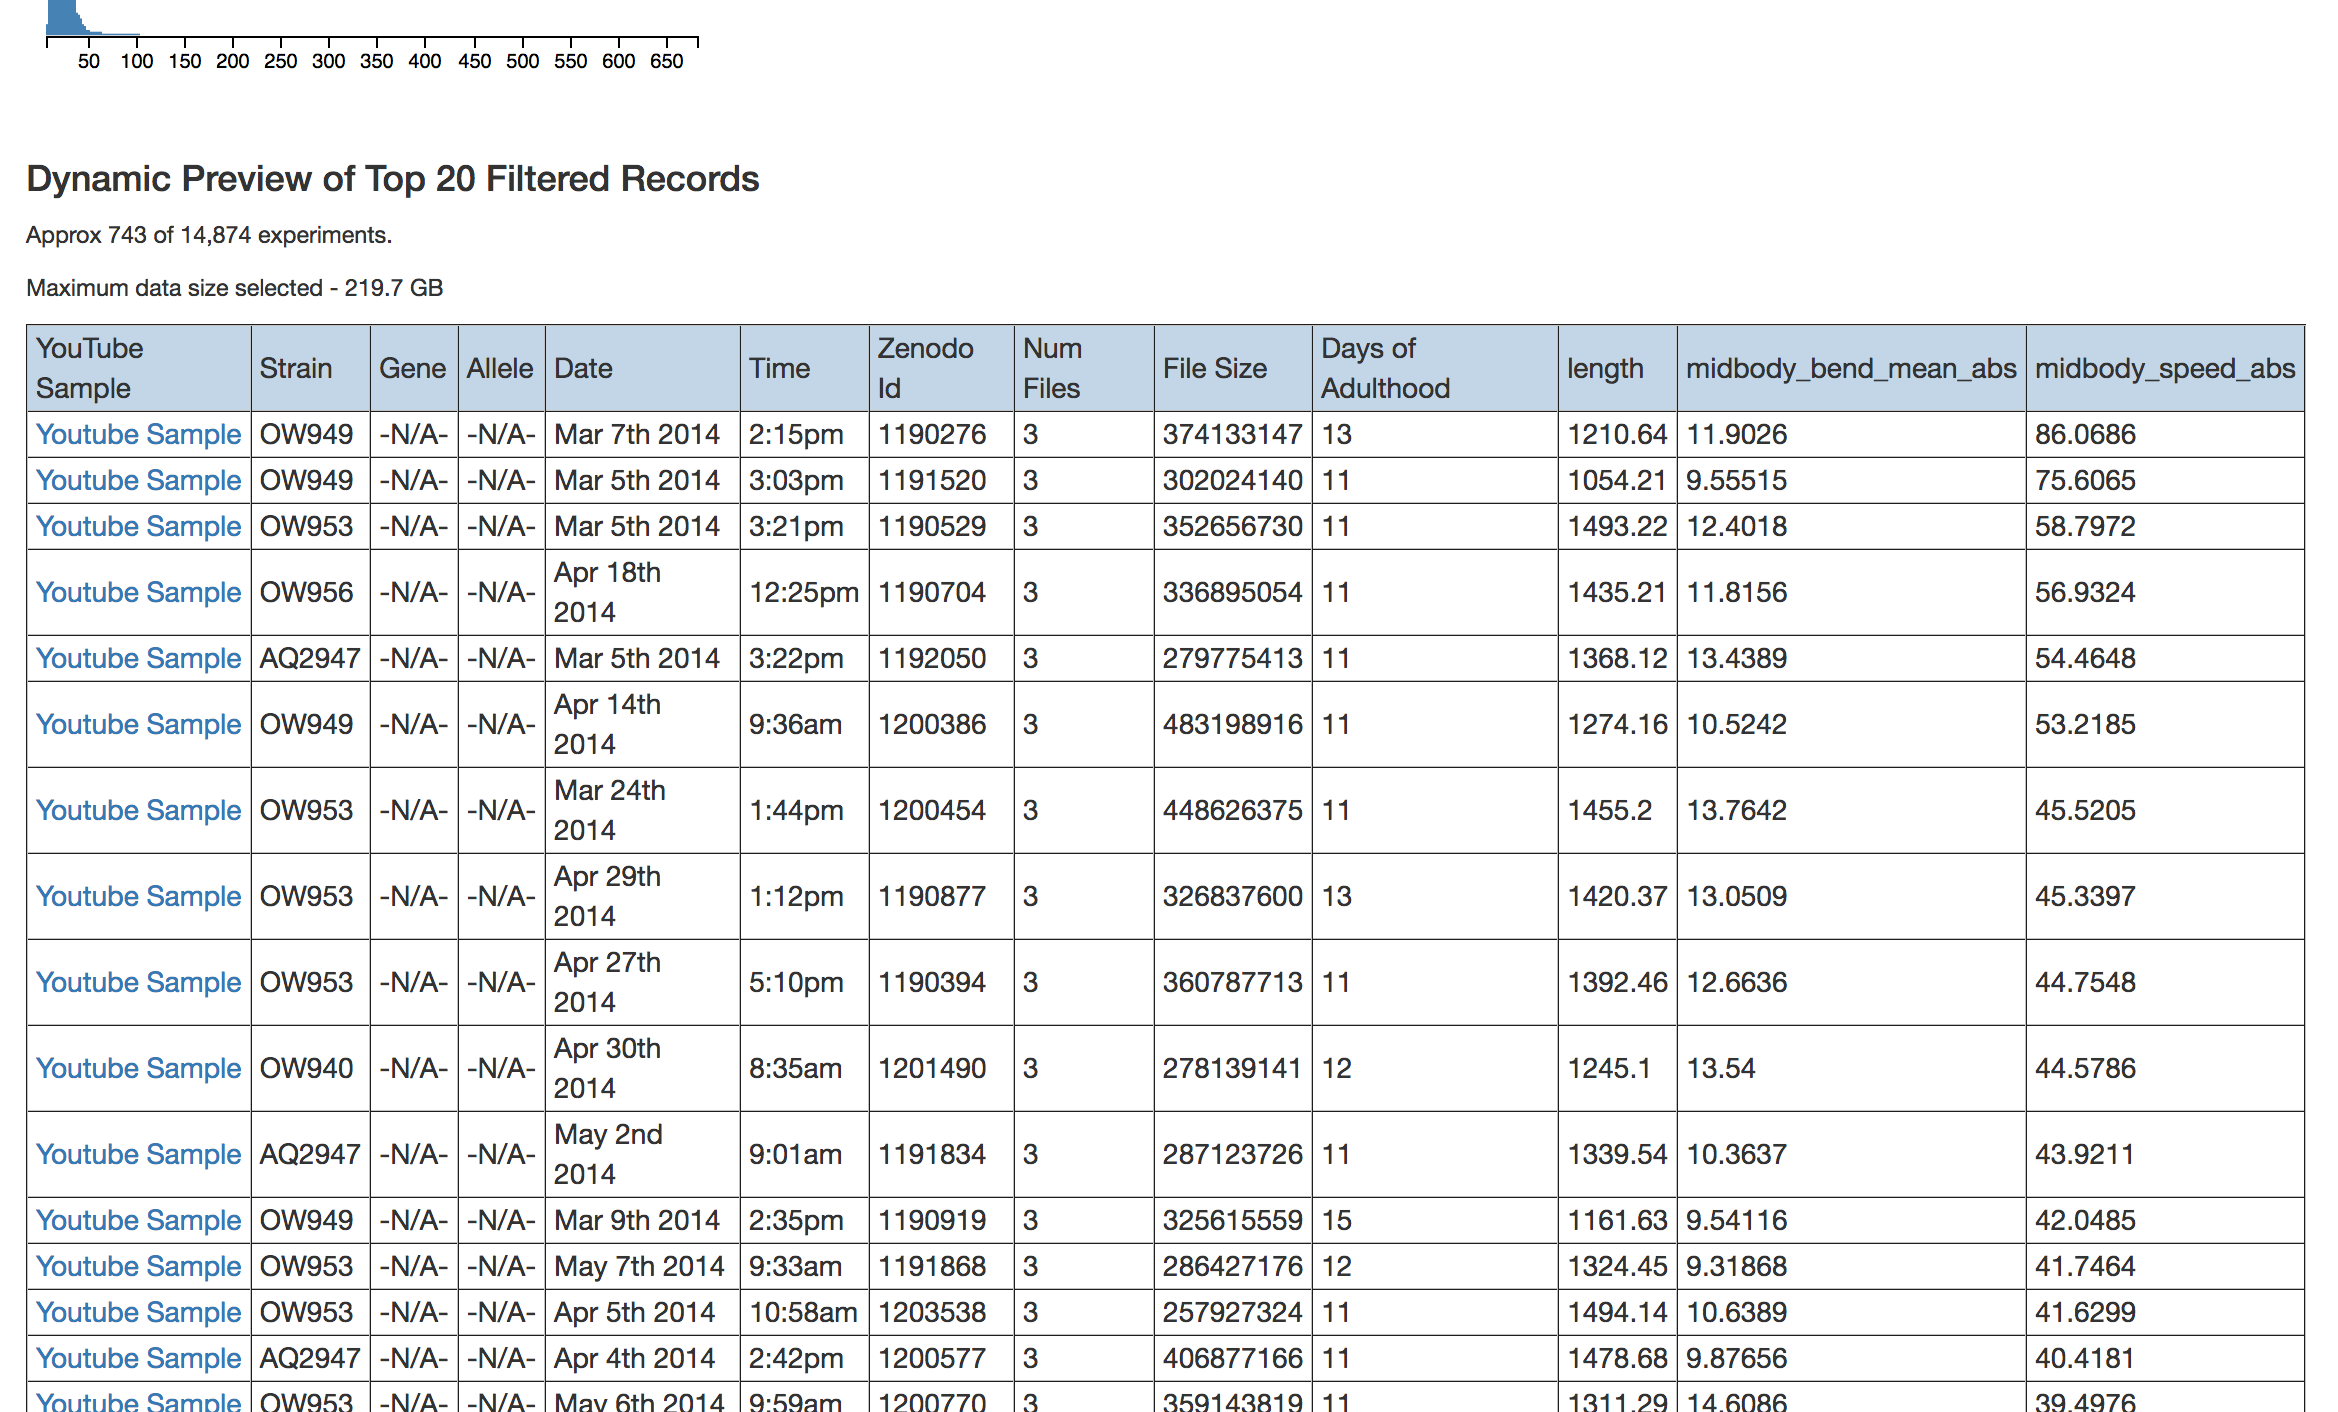 50 100 150 200 250 300 350 400 450 500 550 600 650
Dynamic Preview of Top 20 Filtered Records
Approx 743 of 14,874 experiments.
Maximum data size selected - 219.7 GB
YouTube Sample Strain Gene Allele Date Time Zenodo Id Num Files File Size Days of Adulthood length midbody_bend_mean_abs midbody_speed_abs
Youtube Sample OW949 -N/A- -N/A- Mar 7th 2014 2:15pm 1190276 3 374133147 13 1210.64 11.9026 86.0686
Youtube Sample OW949 -N/A- -N/A- Mar 5th 2014 3:03pm 1191520 3 302024140 11 1054.21 9.55515 75.6065
Youtube Sample OW953 -N/A- -N/A- Mar 5th 2014 3:21pm 1190529 3 352656730 11 1493.22 12.4018 58.7972
Youtube Sample OW956 -N/A- -N/A- Apr 18th 2014 12:25pm 1190704 3 336895054 11 1435.21 11.8156 56.9324
Youtube Sample AQ2947 -N/A- -N/A- Mar 5th 2014 3:22pm 1192050 3 279775413 11 1368.12 13.4389 54.4648
Youtube Sample OW949 -N/A- -N/A- Apr 14th 2014 9:36am 1200386 3 483198916 11 1274.16 10.5242 53.2185
Youtube Sample OW953 -N/A- -N/A- Mar 24th 2014 1:44pm 1200454 3 448626375 11 1455.2 13.7642 45.5205
Youtube Sample OW953 -N/A- -N/A- Apr 29th 2014 1:12pm 1190877 3 326837600 13 1420.37 13.0509 45.3397
Youtube Sample OW953 -N/A- -N/A- Apr 27th 2014 5:10pm 1190394 3 360787713 11 1392.46 12.6636 44.7548
Youtube Sample OW940 -N/A- -N/A- Apr 30th 2014 8:35am 1201490 3 278139141 12 1245.1 13.54 44.5786
Youtube Sample AQ2947 -N/A- -N/A- May 2nd 2014 9:01am 1191834 3 287123726 11 1339.54 10.3637 43.9211
Youtube Sample OW949 -N/A- -N/A- Mar 9th 2014 2:35pm 1190919 3 325615559 15 1161.63 9.54116 42.0485
Youtube Sample OW953 -N/A- -N/A- May 7th 2014 9:33am 1191868 3 286427176 12 1324.45 9.31868 41.7464
Youtube Sample OW953 -N/A- -N/A- Apr 5th 2014 10:58am 1203538 3 257927324 11 1494.14 10.6389 41.6299
Youtube Sample AQ2947 -N/A- -N/A- Apr 4th 2014 2:42pm 1200577 3 406877166 11 1478.68 9.87656 40.4181
Youtube Sample OW953 -N/A- -N/A- May 6th 2014 9:59am 1200770 3 359143819 11 1311.29 14.6086 39.4976